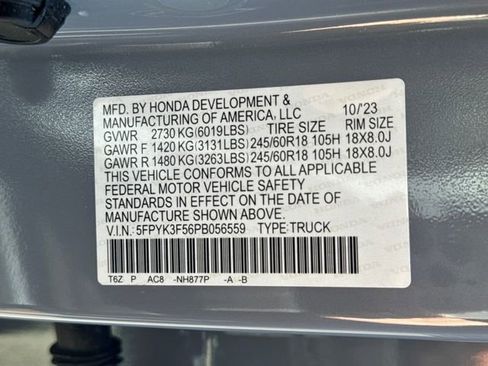 MFD. BY HONDA DEVELOPMENT &
MANUFACTURING OF AMERICA, LLC 10/'23
GVWR 2730 KG(6019LBS) TIRE SIZE RIM SIZE
GAWR F 1420 KG(3131LBS) 245/60R18 105H 18X8.0J
GAWR R 1480 KG(3263LBS) 245/60R18 105H 18X8.0J
THIS VEHICLE CONFORMS TO ALL APPLICABLE
FEDERAL MOTOR VEHICLE SAFETY
STANDARDS IN EFFECT ON THE DATE OF
MANUFACTURE SHOWN ABOVE.
V.I.N.: 5FPYK3F56PB056559 TYPE:TRUCK
T6Z P AC8 -NH877P -A -B